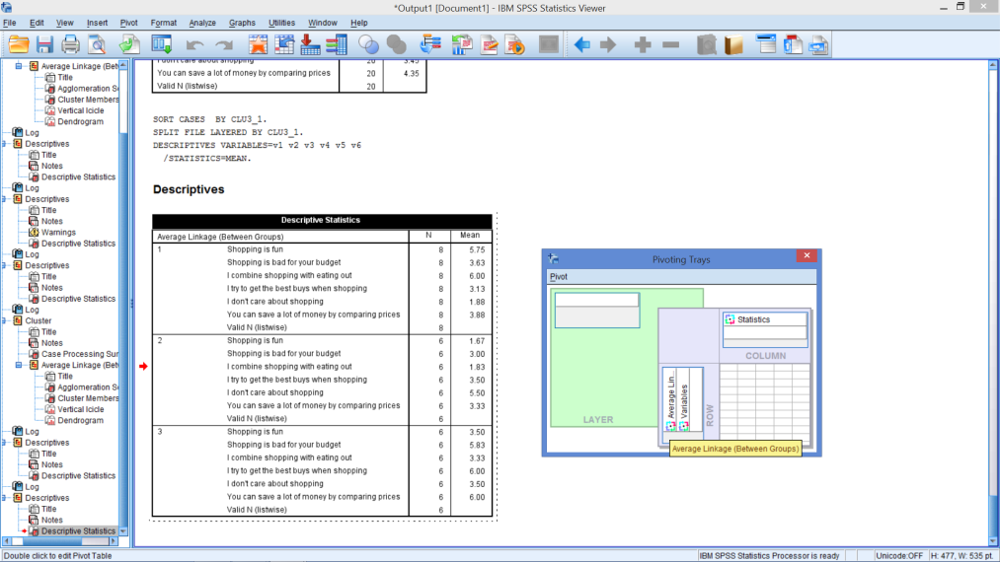 *Output1 [Document1] - IBM SPSS Statistics Viewer
File Edit View Insert Pivot Format Analyze Graphs Utilities Window Help
Average Linkage (Bet
Title
Agglomeration S
Cluster Members
Vertical Icicle
Dendrogram
Log
Descriptives
Title
Notes
Descriptive Statistics
Log
Descriptives
Title
Notes
Warnings
Descriptive Statistics
Log
Descriptives
Title
Notes
Descriptive Statistics
Log
Cluster
Title
Notes
Case Processing Sur
Average Linkage (Bet
Title
Agglomeration S
Cluster Members
Vertical Icicle
Dendrogram
Log
Descriptives
Title
Notes
Descriptive Statistics
Log
Descriptives
Title
Notes
Descriptive Statistics
I don't care about shopping 20 3.45
You can save a lot of money by comparing prices 20 4.35
Valid N (listwise) 20
SORT CASES BY CLU3_1.
SPLIT FILE LAYERED BY CLU3_1.
DESCRIPTIVES VARIABLES=v1 v2 v3 v4 v5 v6
/STATISTICS=MEAN.
Descriptives
Descriptive Statistics
Average Linkage (Between Groups) N Mean
1 Shopping is fun 8 5.75
Shopping is bad for your budget 8 3.63
I combine shopping with eating out 8 6.00
I try to get the best buys when shopping 8 3.13
I don't care about shopping 8 1.88
You can save a lot of money by comparing prices 8 3.88
Valid N (listwise) 8
2 Shopping is fun 6 1.67
Shopping is bad for your budget 6 3.00
I combine shopping with eating out 6 1.83
I try to get the best buys when shopping 6 3.50
I don't care about shopping 6 5.50
You can save a lot of money by comparing prices 6 3.33
Valid N (listwise) 6
3 Shopping is fun 6 3.50
Shopping is bad for your budget 6 5.83
I combine shopping with eating out 6 3.33
I try to get the best buys when shopping 6 6.00
I don't care about shopping 6 3.50
You can save a lot of money by comparing prices 6 6.00
Valid N (listwise) 6
Pivoting Trays
Pivot
Statistics
COLUMN
LAYER
Average Lin...
Variables
ROW
Average Linkage (Between Groups)
Double click to edit Pivot Table
IBM SPSS Statistics Processor is ready
Unicode:OFF
H: 477, W: 535 pt.